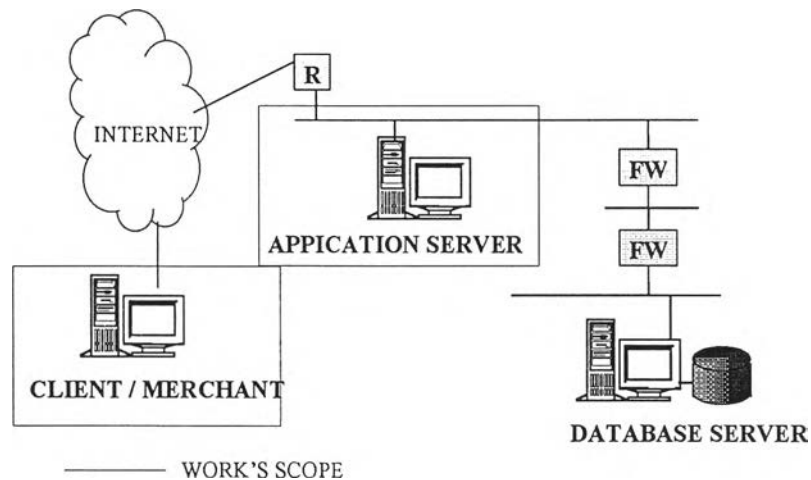 R
INTERNET
FW
APPICATION SERVER
FW
CLIENT / MERCHANT
DATABASE SERVER
WORK'S SCOPE